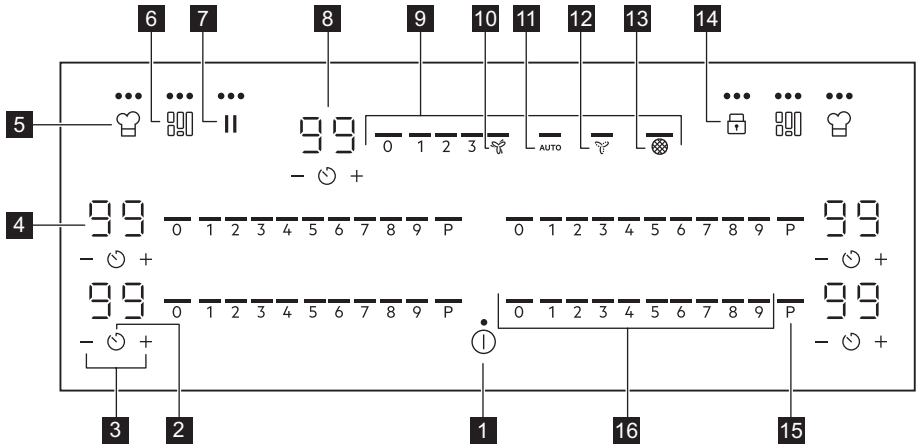 6 7 8 9 10 11 12 13 14
5
99 0 1 2 3 AUTO
− +
4 99 0 1 2 3 4 5 6 7 8 9 P 0 1 2 3 4 5 6 7 8 9 P 99
− + − +
99 0 1 2 3 4 5 6 7 8 9 P 0 1 2 3 4 5 6 7 8 9 P 99
− + − +
3 2 1 16 15